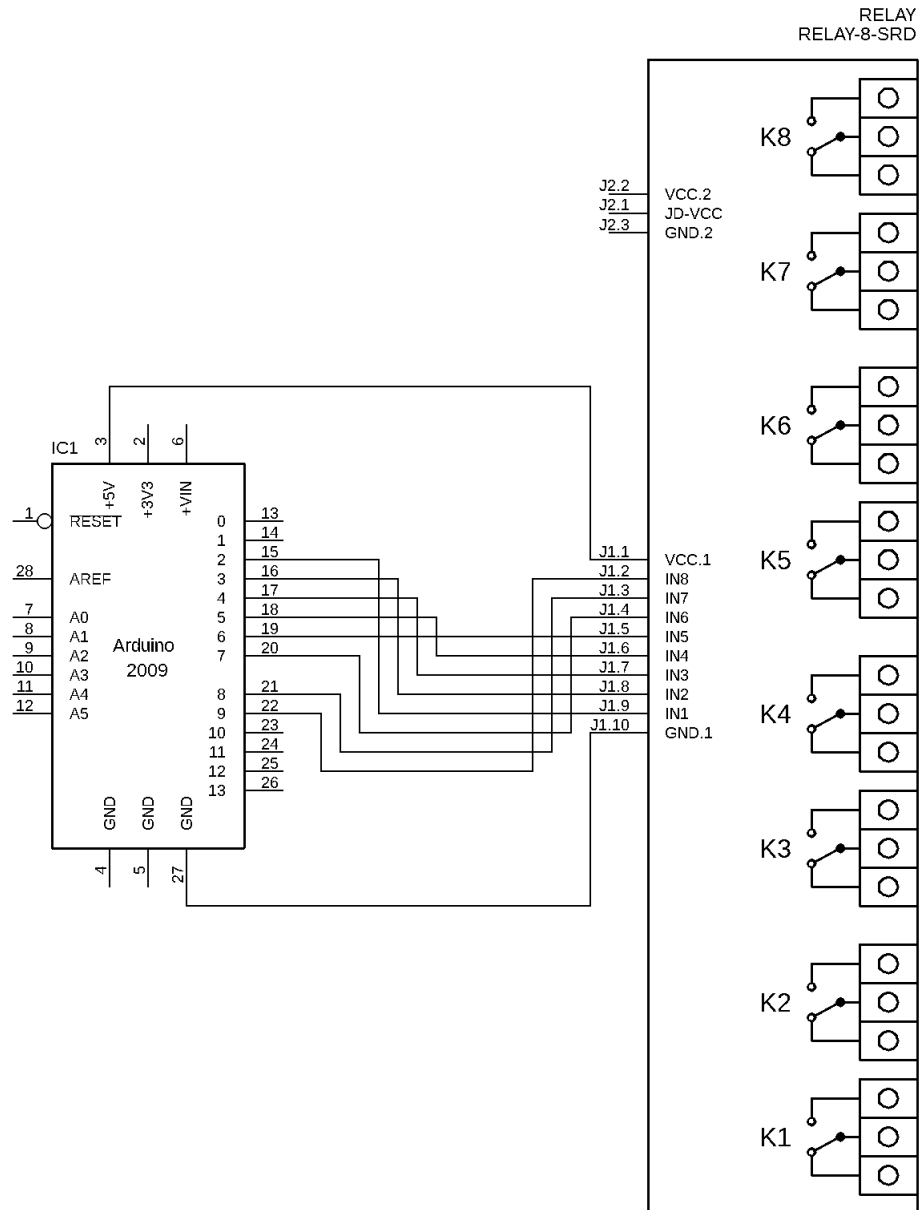 RELAY
RELAY-8-SRD
K8
J2.2 VCC.2
J2.1 JD-VCC
J2.3 GND.2
K7
K6
IC1
3 2 6
+5V +3V3 +VIN
1 RESET 0 13
1 14
2 15
28 AREF 3 16
4 17
7 A0 5 18
8 A1 6 19
9 A2 7 20
10 A3
11 A4 8 21
12 A5 9 22
10 23
11 24
12 25
13 26
Arduino
2009
GND GND GND
4 5 27
K5
J1.1 VCC.1
J1.2 IN8
J1.3 IN7
J1.4 IN6
J1.5 IN5
J1.6 IN4
J1.7 IN3
J1.8 IN2
J1.9 IN1
J1.10 GND.1
K4
K3
K2
K1